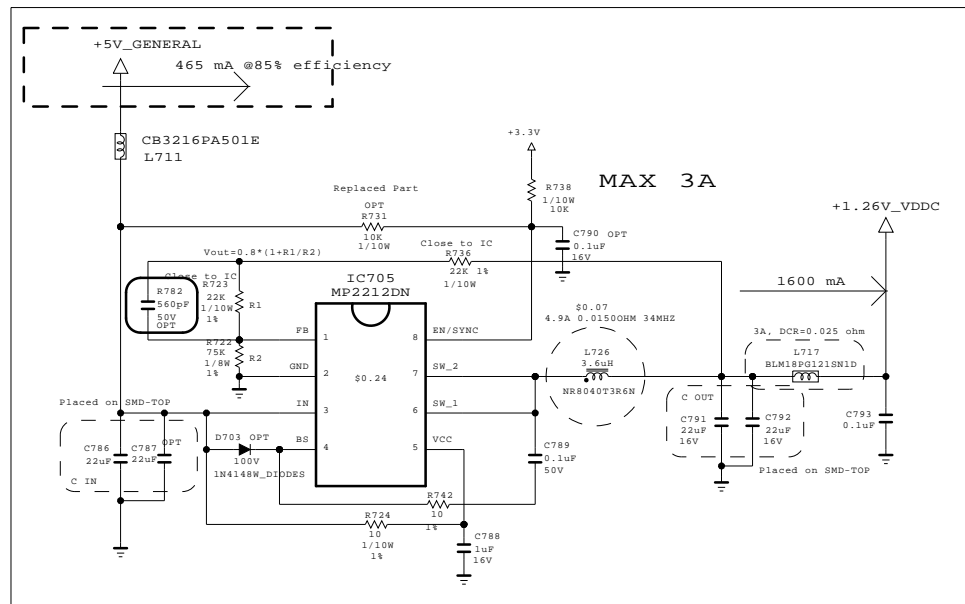 +5V_GENERAL
465 mA @85% efficiency
CB3216PA501E
L711
+3.3V
R738
1/10W
10K
MAX 3A
Replaced Part
OPT
R731
10K
1/10W
+1.26V_VDDC
C790 OPT
0.1uF
16V
Vout=0.8*(1+R1/R2)
Close to IC
R736
22K 1%
1/10W
Close to IC
R782
560pF
50V
OPT
R723
22K
1/10W
1%
R1
IC705
MP2212DN
1600 mA
$0.07
4.9A 0.0150OHM 34MHZ
R722
75K
1/8W
1%
R2
FB
1
8
EN/SYNC
L726
3.6uH
NR8040T3R6N
3A, DCR=0.025 ohm
L717
BLM18PG121SN1D
GND
2
$0.24
7
SW_2
Placed on SMD-TOP
IN
3
6
SW_1
C OUT
C791
22uF
16V
C792
22uF
16V
C793
0.1uF
D703 OPT
BS
4
5
VCC
C786
22uF
C787
22uF
OPT
100V
1N4148W_DIODES
C789
0.1uF
50V
Placed on SMD-TOP
C IN
R742
10
1%
R724
10
1/10W
1%
C788
1uF
16V